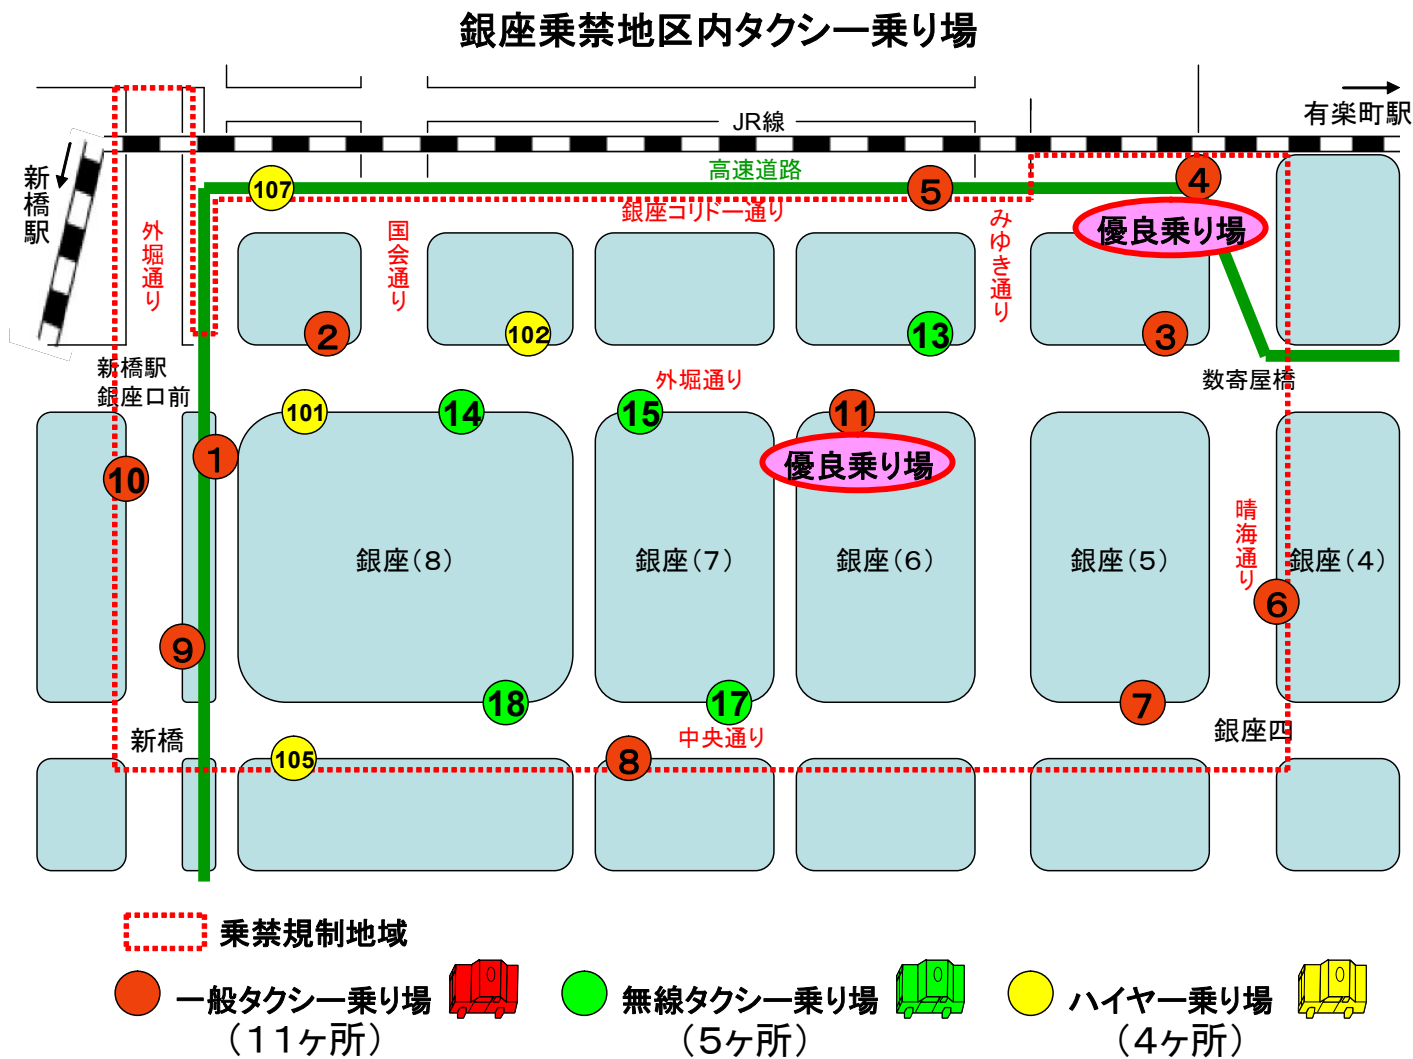 銀座乗禁地区内タクシー乗り場
有楽町駅
JR線
新橋駅
高速道路
107
5
4
銀座コリドー通り
外堀通り
国会通り
みゆき通り
優良乗り場
2
102
13
3
新橋駅
銀座口前
外堀通り
数寄屋橋
101
14
15
11
優良乗り場
1
10
銀座(8)
銀座(7)
銀座(6)
銀座(5)
晴海通り
銀座(4)
6
9
18
17
7
新橋
中央通り
銀座四
105
8
乗禁規制地域
一般タクシー乗り場
(11ヶ所)
無線タクシー乗り場
(5ヶ所)
ハイヤー乗り場
(4ヶ所)